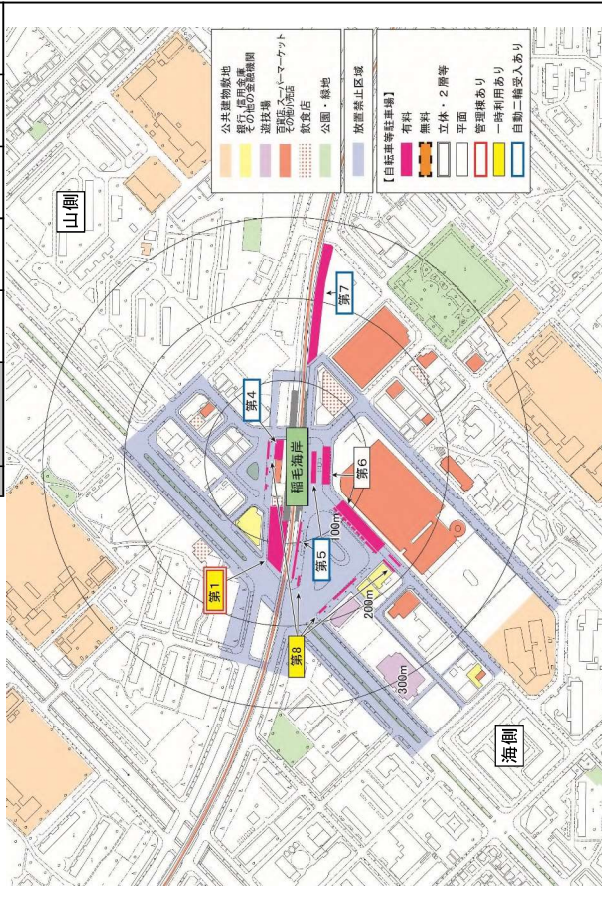 山側
公共建物敷地
銀行、信用金庫
その他の金融機関
遊技場
百貨店、スーパーマーケット
その他小売店
飲食店
公園・緑地
放置禁止区域
【自転車等駐車場】
有料
無料
立体・2層等
平面
管理棟あり
一時利用あり
自動二輪受入あり
第7
第4
稲毛海岸
第6
第5
第1
第8
100m
200m
300m
海側